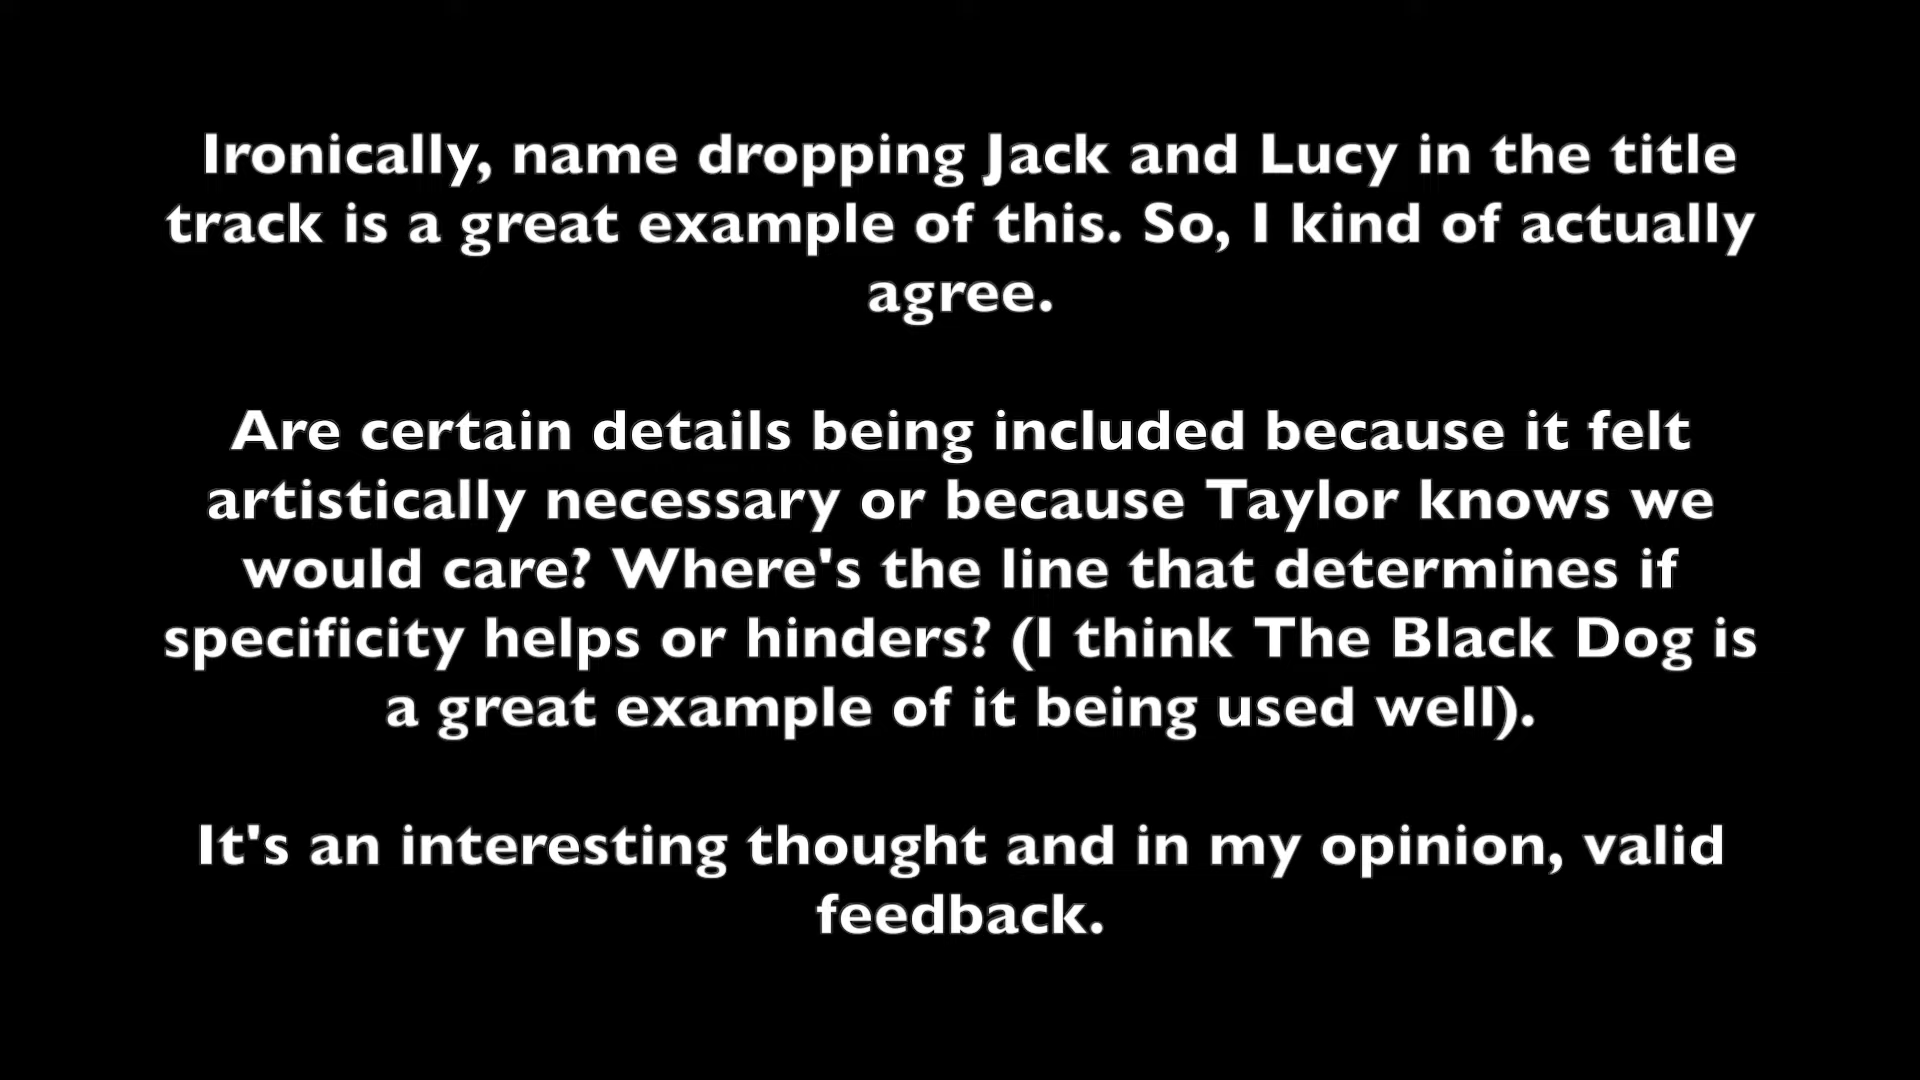 Ironically, name dropping Jack and Lucy in the title
track is a great example of this. So, I kind of actually
agree.
Are certain details being included because it felt
artistically necessary or because Taylor knows we
would care? Where's the line that determines if
specificity helps or hinders? (I think The Black Dog is
a great example of it being used well).
It's an interesting thought and in my opinion, valid
feedback.